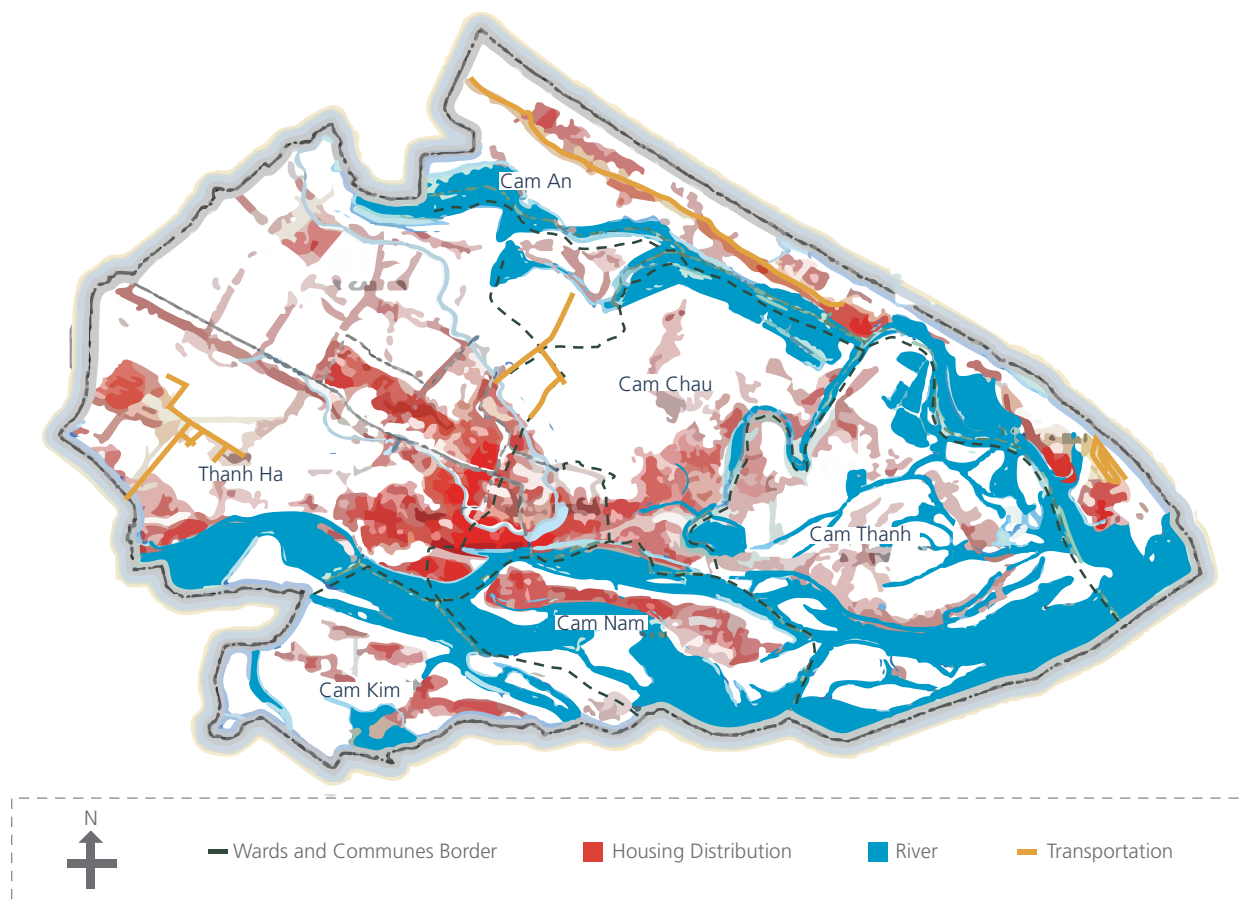 Cam An
Cam Chau
Thanh Ha
Cam Thanh
Cam Nam
Cam Kim
N
Wards and Communes Border
Housing Distribution
River
Transportation